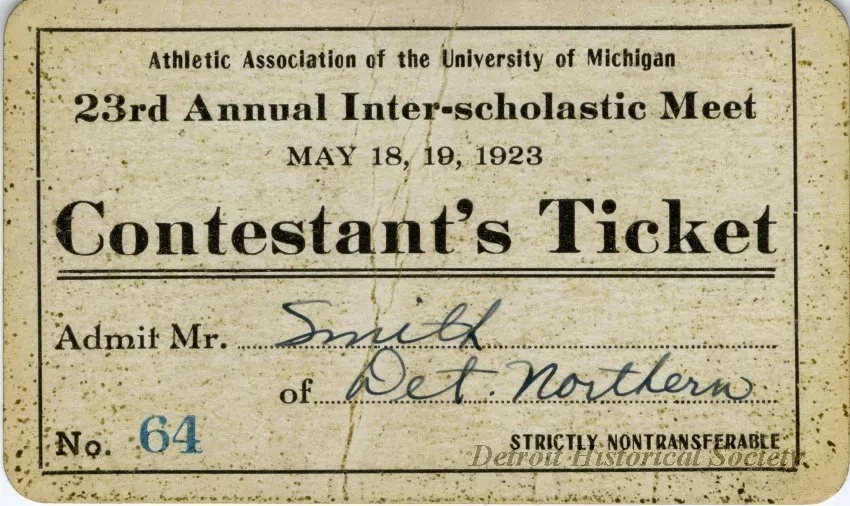 Athletic Association of the University of Michigan
23rd Annual Inter-scholastic Meet
MAY 18, 19, 1923
Contestant's Ticket
Admit Mr. Smith
of Det. Northern
No. 64
STRICTLY NONTRANSFERABLE
Detroit Historical Society